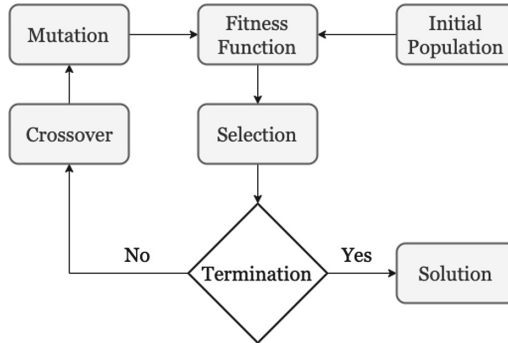 Mutation
Fitness
Function
Initial
Population
Crossover
Selection
No
Termination
Yes
Solution